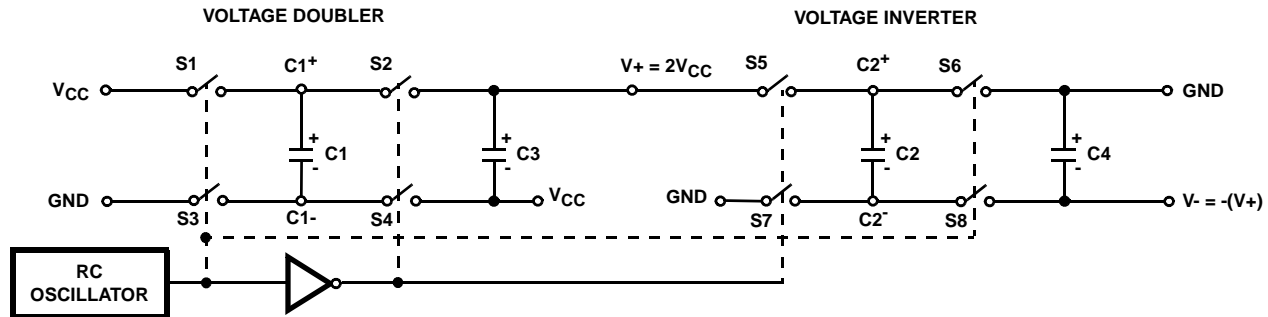 VOLTAGE DOUBLER
VOLTAGE INVERTER
S1 C1+ S2 V+ = 2VCC S5 C2+ S6
VCC GND
+ C1 - + C3 - + C2 - + C4 -
GND VCC GND V- = -(V+)
S3 C1- S4 S7 C2- S8
RC
OSCILLATOR